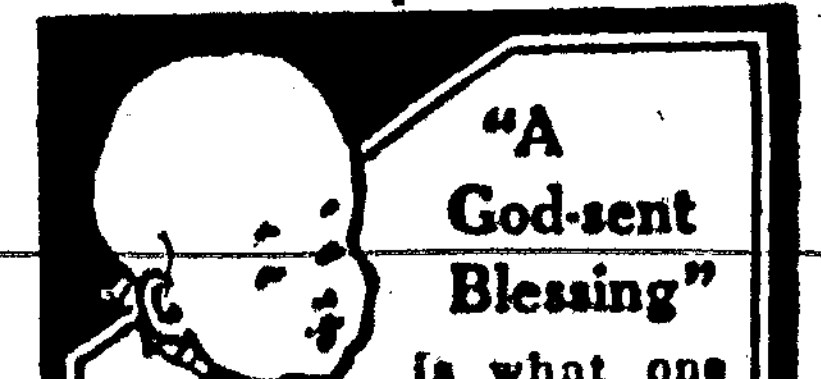 “A
God-sent
Blessing”
is what one